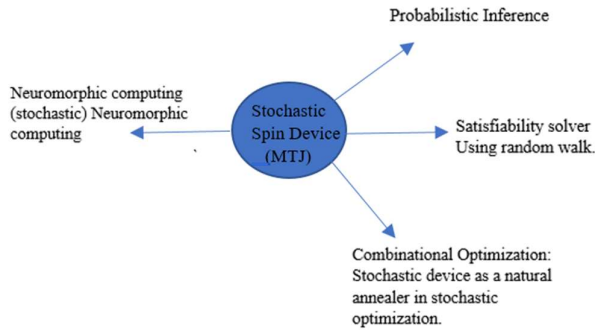 Probabilistic Inference
Neuromorphic computing
(stochastic) Neuromorphic
computing
Stochastic
Spin Device
(MTJ)
Satisfiability solver
Using random walk.
Combinational Optimization:
Stochastic device as a natural
annealer in stochastic
optimization.